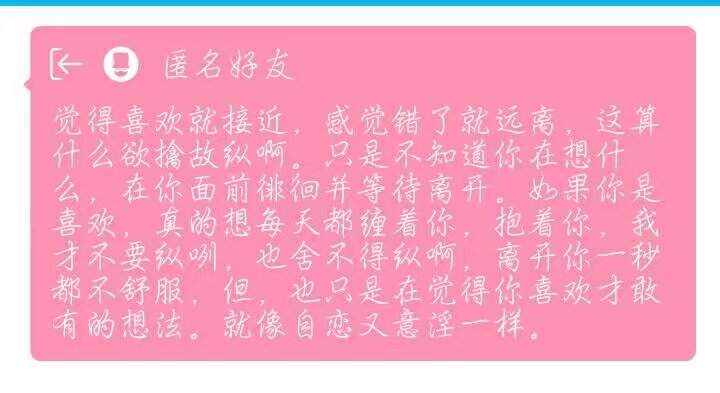 匿名好友
觉得喜欢就接近，感觉错了就远离，这算
什么欲擒故纵啊。只是不知道你在想什
么，在你面前徘徊并等待离开。如果你是
喜欢，真的想每天都缠着你，抱着你，我
才不要纵咧，也舍不得纵啊，离开你一秒
都不舒服，但，也只是在觉得你喜欢才敢
有的想法。就像自恋又意淫一样。